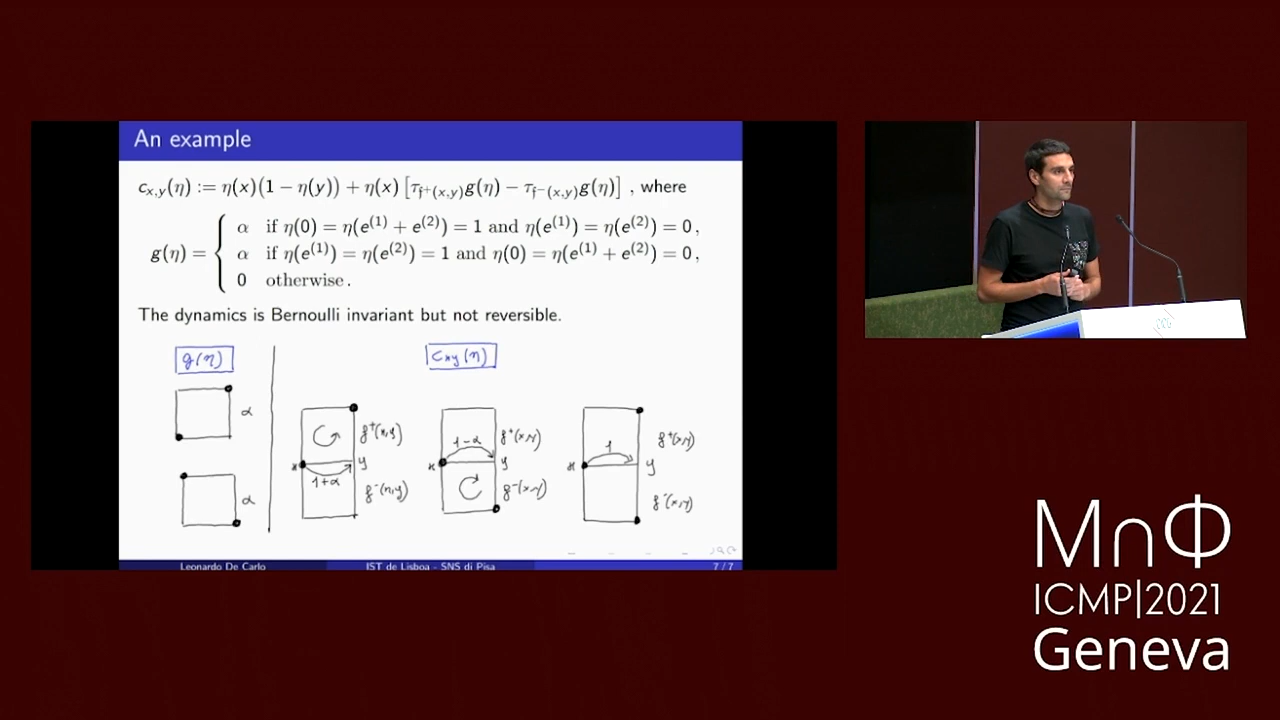 An example
c_{x,y}(η) := η(x)(1 − η(y)) + η(x) [τ_{f⁺(x,y)}g(η) − τ_{f⁻(x,y)}g(η)] , where
g(η) = {
α if η(0) = η(e⁽¹⁾ + e⁽²⁾) = 1 and η(e⁽¹⁾) = η(e⁽²⁾) = 0,
α if η(e⁽¹⁾) = η(e⁽²⁾) = 1 and η(0) = η(e⁽¹⁾ + e⁽²⁾) = 0,
0 otherwise.
The dynamics is Bernoulli invariant but not reversible.
g(η) C_{xy}(η)
α
α
x y 1+α f⁺(x,y) f⁻(x,y)
x y 1-α f⁺(x,y) f⁻(x,y)
x y 1 f⁺(x,y) f⁻(x,y)
Leonardo De Carlo IST de Lisboa - SNS di Pisa 7 / 7
M∩Φ
ICMP|2021
Geneva